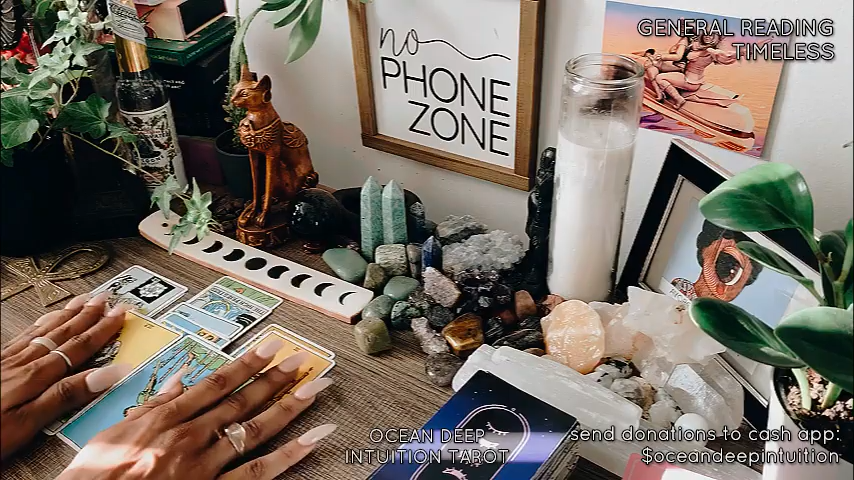 GENERAL READING
TIMELESS
no
PHONE
ZONE
OCEAN DEEP
INTUITION TAROT
send donations to cash app:
$oceandeepintuition